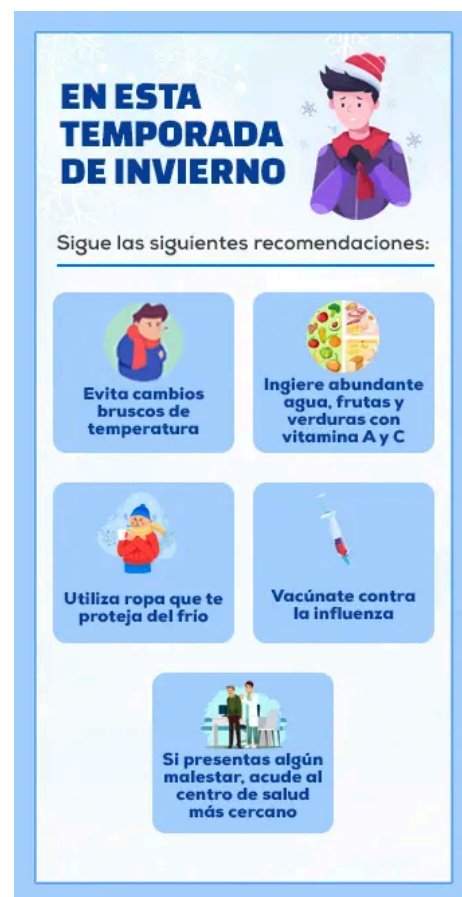 EN ESTA
TEMPORADA
DE INVIERNO
Sigue las siguientes recomendaciones:
Evita cambios
bruscos de
temperatura
Ingiere abundante
agua, frutas y
verduras con
vitamina A y C
Utiliza ropa que te
proteja del frío
Vacúnate contra
la influenza
Si presentas algún
malestar, acude al
centro de salud
más cercano